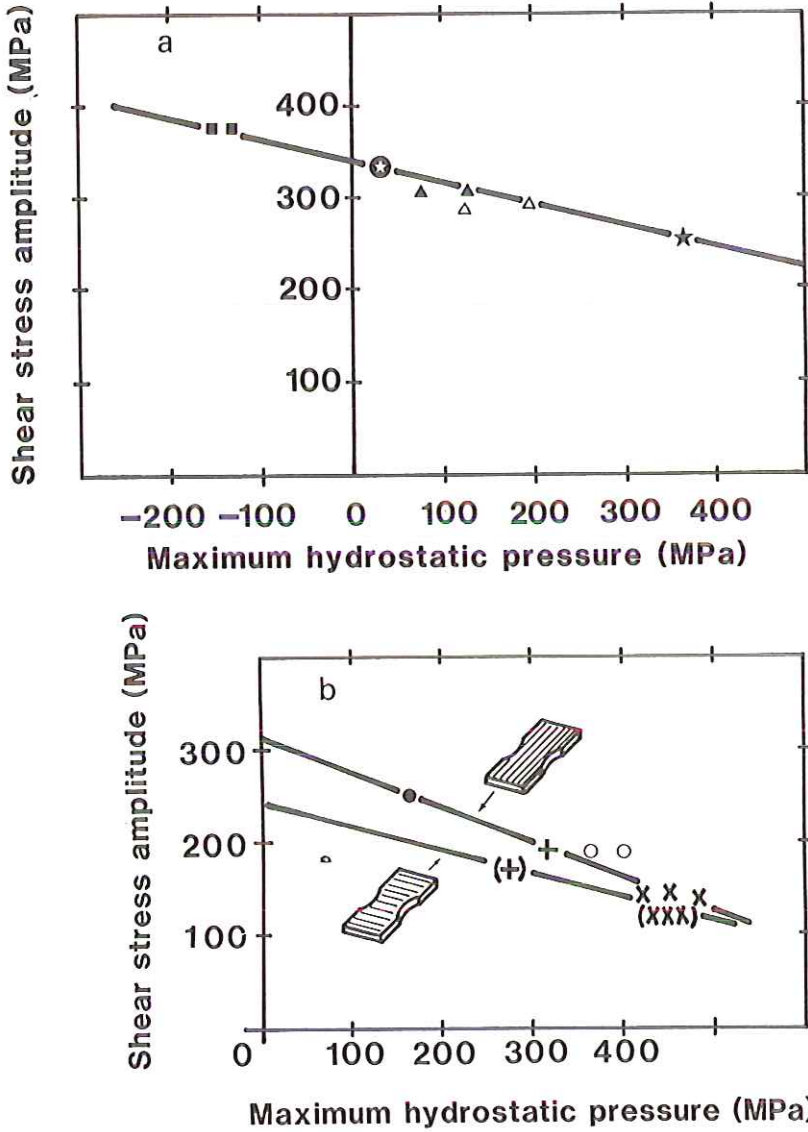 a
Shear stress amplitude (MPa)
400
300
200
100
−200 −100 0 100 200 300 400
Maximum hydrostatic pressure (MPa)
b
Shear stress amplitude (MPa)
300
200
100
(+)
(XXX)
0 100 200 300 400
Maximum hydrostatic pressure (MPa)